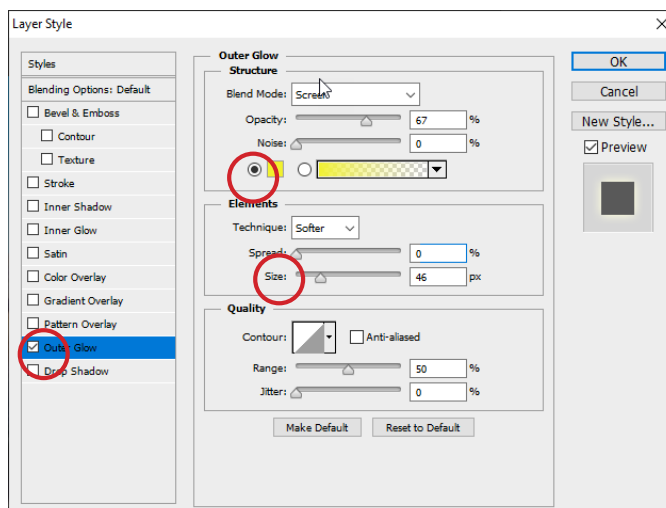 Layer Style
Styles
Blending Options: Default
Bevel & Emboss
Contour
Texture
Stroke
Inner Shadow
Inner Glow
Satin
Color Overlay
Gradient Overlay
Pattern Overlay
Outer Glow
Drop Shadow
Outer Glow
Structure
Blend Mode: Screen
Opacity: 67 %
Noise: 0 %
Elements
Technique: Softer
Spread: 0 %
Size: 46 px
Quality
Contour: Anti-aliased
Range: 50 %
Jitter: 0 %
Make Default Reset to Default
OK
Cancel
New Style...
Preview